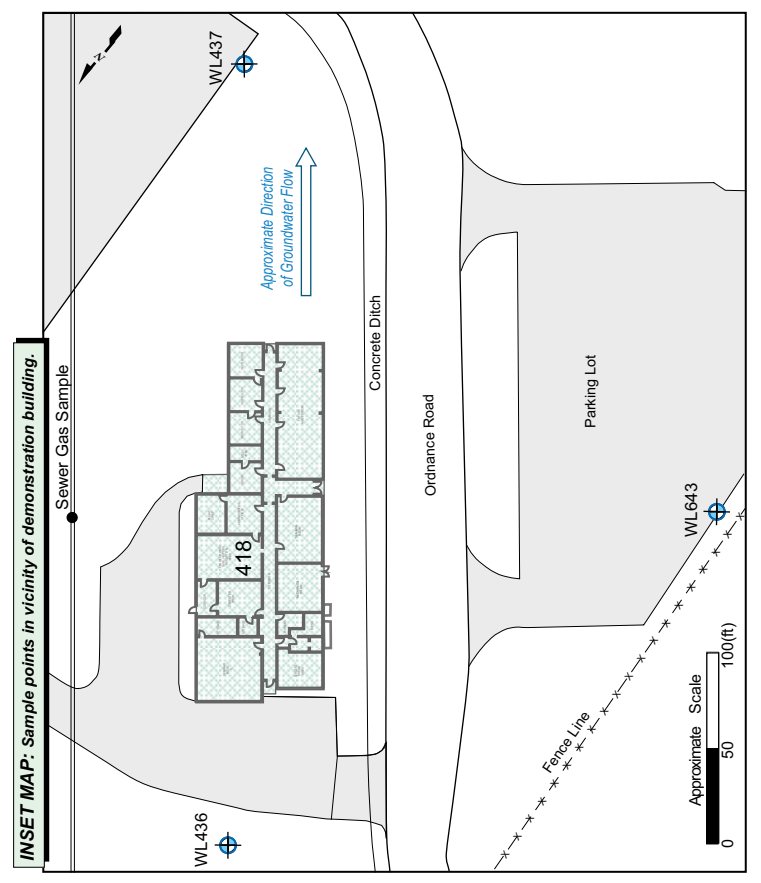 INSET MAP: Sample points in vicinity of demonstration building.
Sewer Gas Sample
N
WL437
Approximate Direction
of Groundwater Flow
418
WL436
Concrete Ditch
Ordnance Road
Parking Lot
WL643
Fence Line
Approximate Scale
0 50 100(ft)